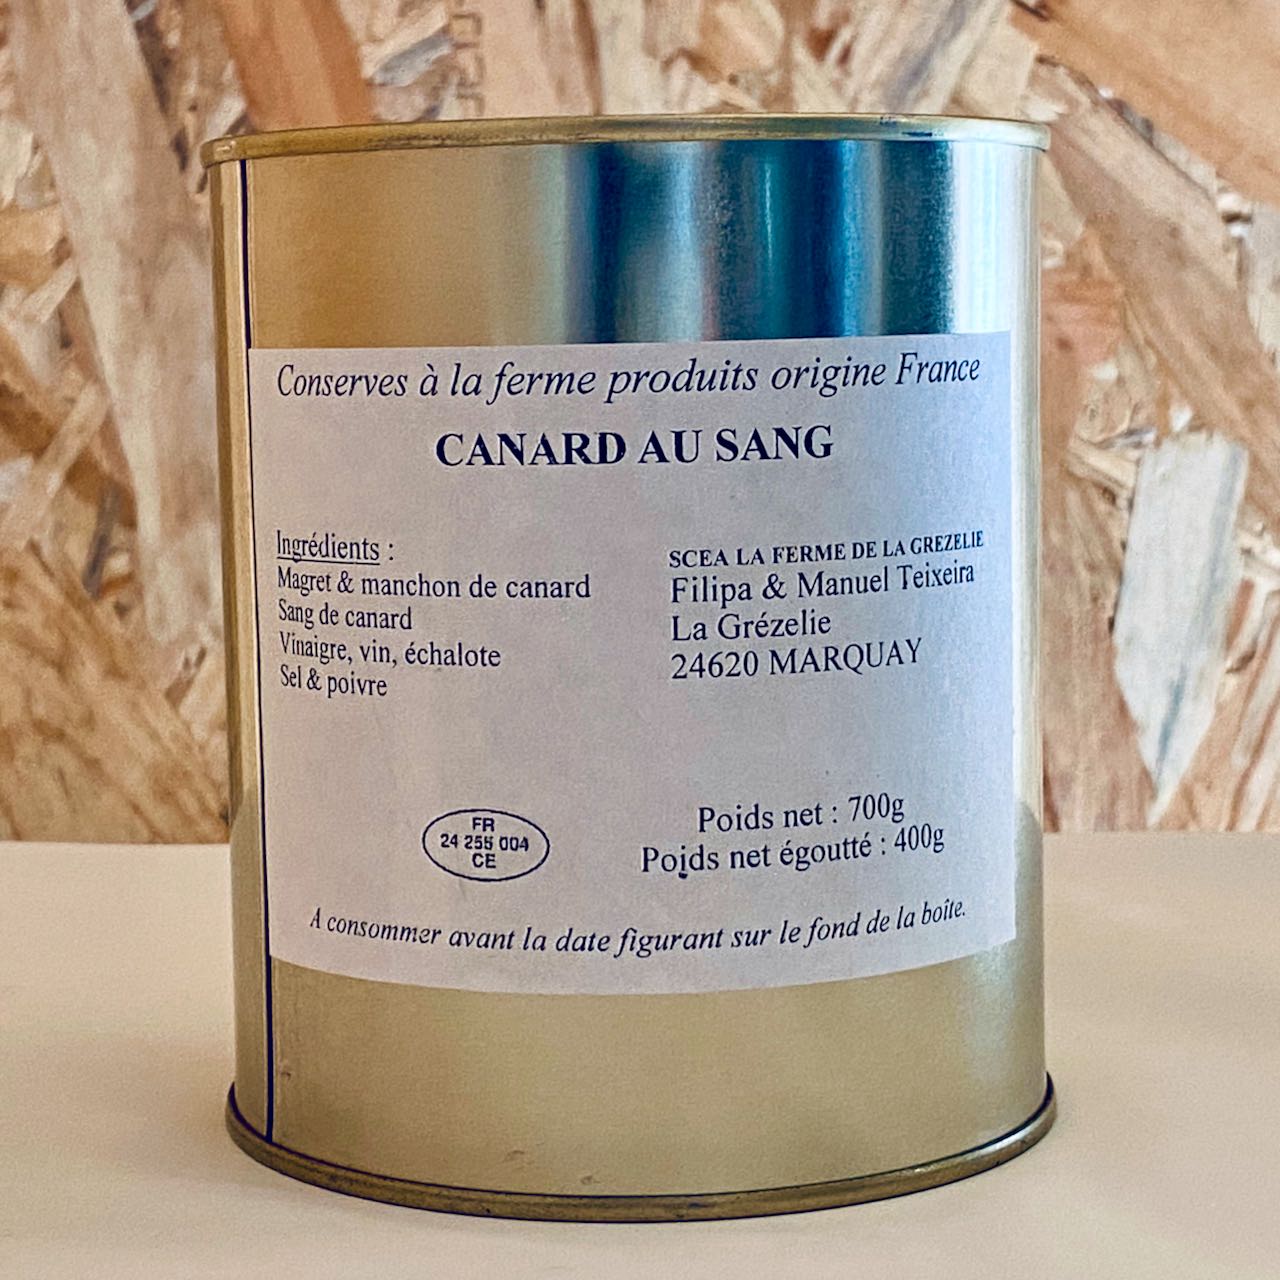 Conserves à la ferme produits origine France
CANARD AU SANG
Ingrédients :
Magret & manchon de canard
Sang de canard
Vinaigre, vin, échalote
Sel & poivre
SCEA LA FERME DE LA GREZELIE
Filipa & Manuel Teixeira
La Grézelie
24620 MARQUAY
FR
24 255 004
CE
Poids net : 700g
Poids net égoutté : 400g
A consommer avant la date figurant sur le fond de la boîte.